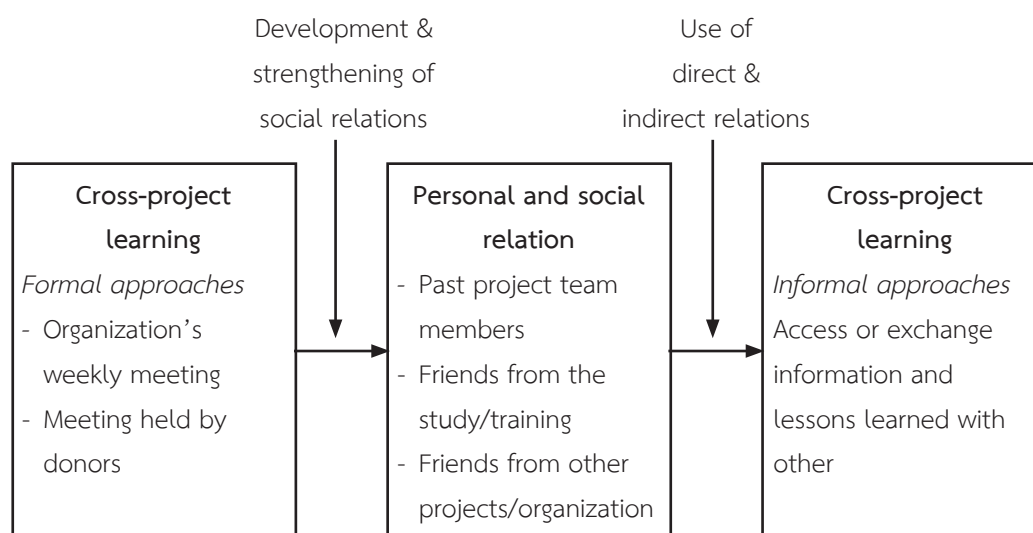 Development &
strengthening of
social relations
Use of
direct &
indirect relations
Cross-project
learning
Formal approaches
- Organization’s
weekly meeting
- Meeting held by
donors
Personal and social
relation
- Past project team
members
- Friends from the
study/training
- Friends from other
projects/organization
Cross-project
learning
Informal approaches
Access or exchange
information and
lessons learned with
other